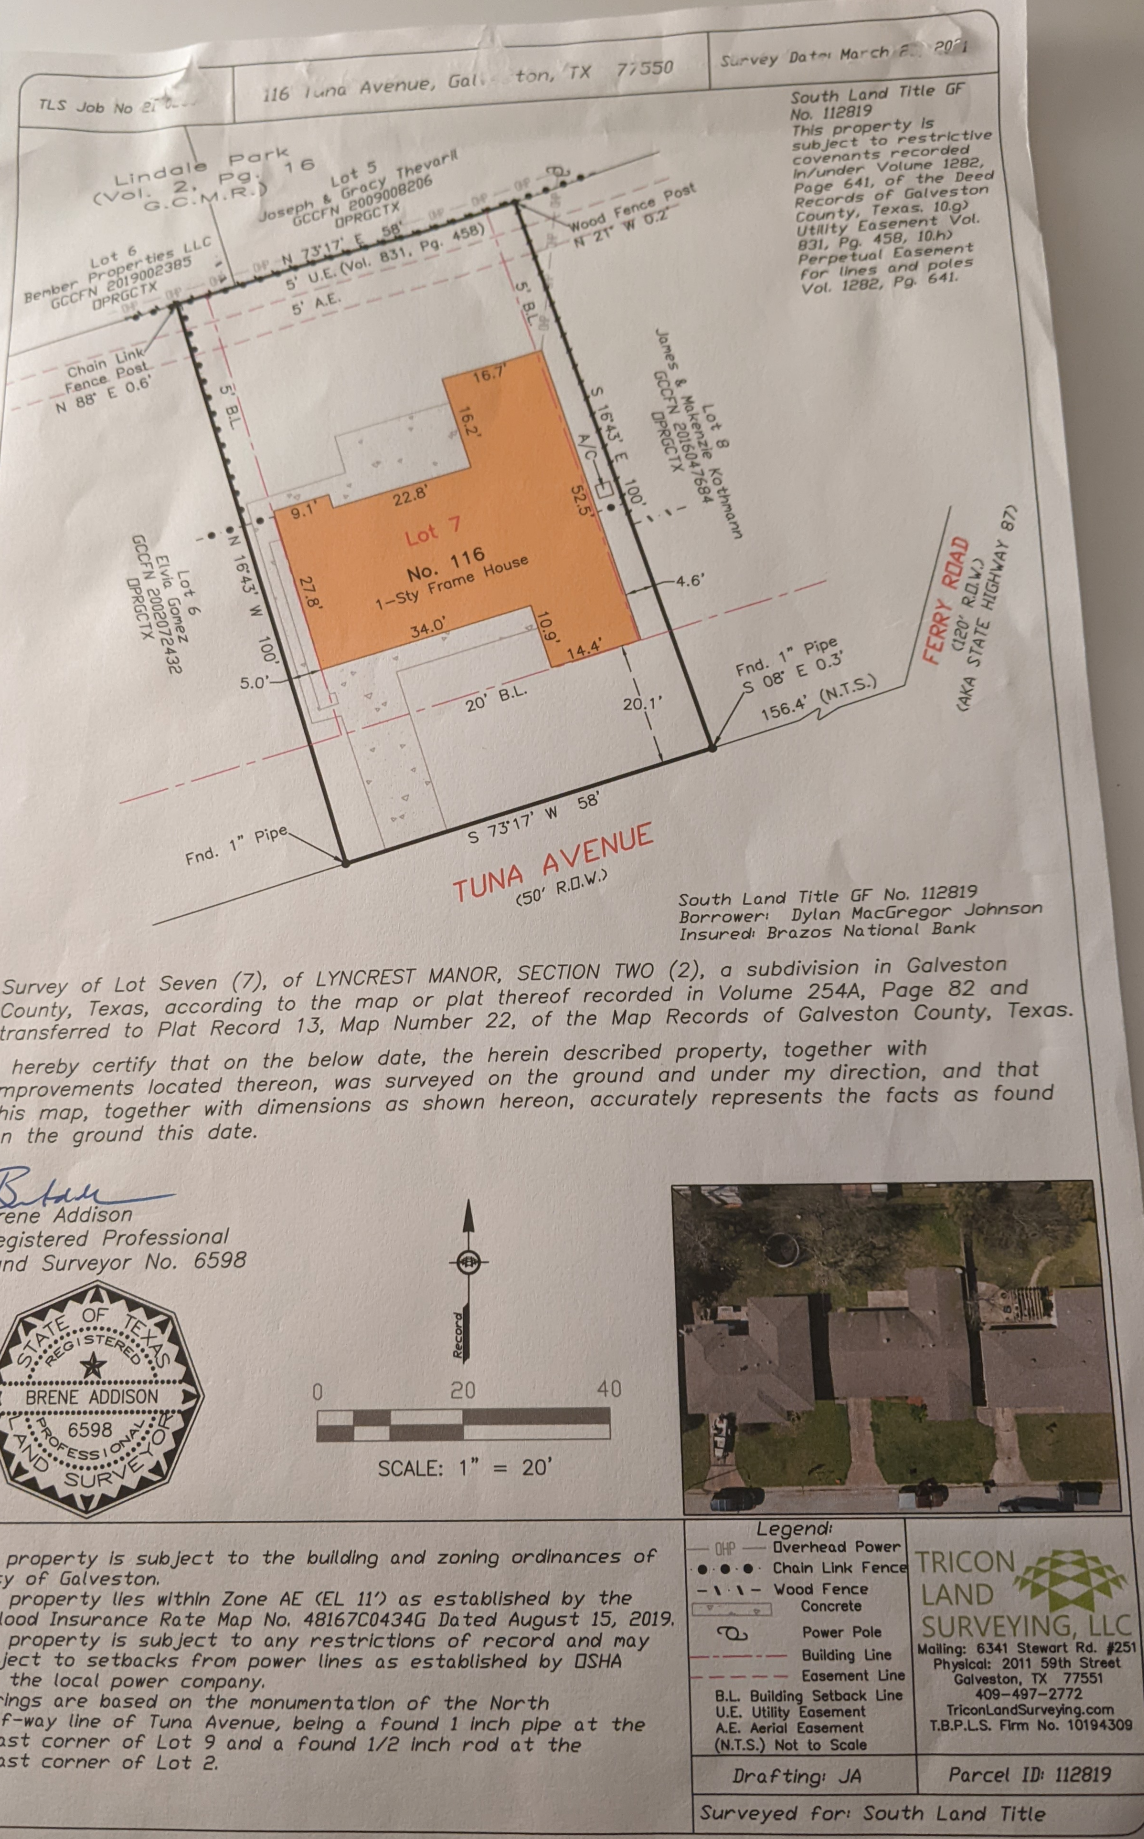 TLS Job No
116 Tuna Avenue, Gal ton, TX 77550
Survey Date: March 2021
South Land Title GF
No. 112819
This property is
subject to restrictive
covenants recorded
in/under Volume 1282,
Page 641, of the Deed
Records of Galveston
County, Texas. 10.g)
Utility Easement Vol.
831, Pg. 458, 10.h)
Perpetual Easement
for lines and poles
Vol. 1282, Pg. 641.
Lindale Park
(Vol. 2, Pg. 16
G.C.M.R.)
Lot 5
Joseph & Gracy Thevarll
GCCFN 2009008206
OPRGCTX
Lot 6
Bember Properties LLC
GCCFN 2019002385
OPRGCTX
OHP OHP OHP OHP OHP OHP
N 73°17' E 58'
5' U.E. (Vol. 831, Pg. 458)
5' A.E.
Wood Fence Post
N 21° W 0.2'
Chain Link
Fence Post
N 88° E 0.6'
5' B.L.
5' B.L.
16.7'
16.2'
S 16°43' E 100'
A/C
Lot 8
James & Makenzie Kothmann
GCCFN 2016047684
OPRGCTX
9.1'
22.8'
52.5'
Lot 7
No. 116
1-Sty Frame House
27.8'
34.0'
10.9'
14.4'
4.6'
N 16°43' W 100'
Lot 6
Elvia Gomez
GCCFN 2002072432
OPRGCTX
5.0'
20' B.L.
20.1'
Fnd. 1" Pipe
S 08° E 0.3'
156.4' (N.T.S.)
FERRY ROAD
(120' R.O.W.)
(AKA STATE HIGHWAY 87)
Fnd. 1" Pipe
S 73°17' W 58'
TUNA AVENUE
(50' R.O.W.)
South Land Title GF No. 112819
Borrower: Dylan MacGregor Johnson
Insured: Brazos National Bank
Survey of Lot Seven (7), of LYNCREST MANOR, SECTION TWO (2), a subdivision in Galveston
County, Texas, according to the map or plat thereof recorded in Volume 254A, Page 82 and
transferred to Plat Record 13, Map Number 22, of the Map Records of Galveston County, Texas.
hereby certify that on the below date, the herein described property, together with
mprovements located thereon, was surveyed on the ground and under my direction, and that
his map, together with dimensions as shown hereon, accurately represents the facts as found
n the ground this date.
rene Addison
egistered Professional
nd Surveyor No. 6598
STATE OF TEXAS
REGISTERED
BRENE ADDISON
6598
PROFESSIONAL
LAND SURVEYOR
Record
0 20 40
SCALE: 1" = 20'
property is subject to the building and zoning ordinances of
y of Galveston.
property lies within Zone AE (EL 11') as established by the
lood Insurance Rate Map No. 48167C0434G Dated August 15, 2019.
property is subject to any restrictions of record and may
ject to setbacks from power lines as established by OSHA
the local power company.
rings are based on the monumentation of the North
f-way line of Tuna Avenue, being a found 1 inch pipe at the
ast corner of Lot 9 and a found 1/2 inch rod at the
ast corner of Lot 2.
Legend:
OHP Overhead Power
Chain Link Fence
Wood Fence
Concrete
Power Pole
Building Line
Easement Line
B.L. Building Setback Line
U.E. Utility Easement
A.E. Aerial Easement
(N.T.S.) Not to Scale
TRICON
LAND
SURVEYING, LLC
Mailing: 6341 Stewart Rd. #251
Physical: 2011 59th Street
Galveston, TX 77551
409-497-2772
TriconLandSurveying.com
T.B.P.L.S. Firm No. 10194309
Drafting: JA
Parcel ID: 112819
Surveyed for: South Land Title